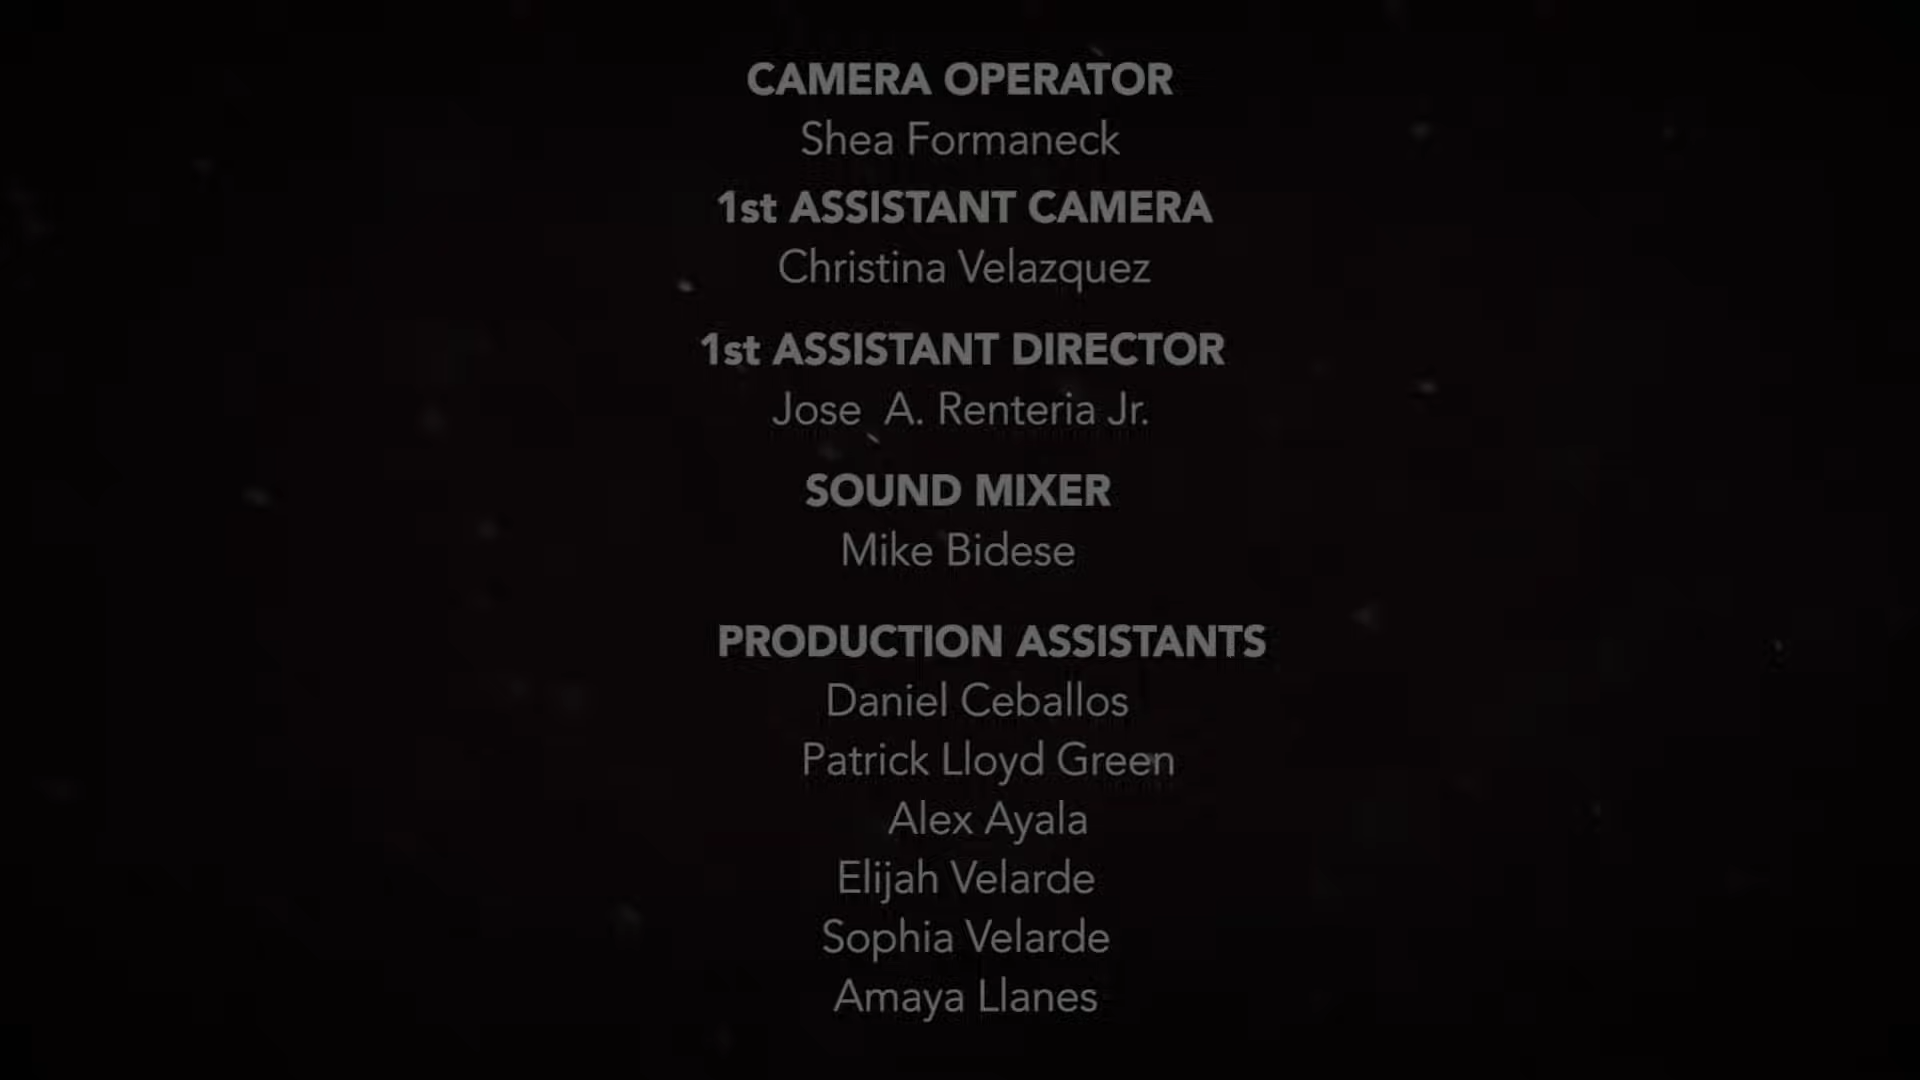 CAMERA OPERATOR
Shea Formaneck
1st ASSISTANT CAMERA
Christina Velazquez
1st ASSISTANT DIRECTOR
Jose  A. Renteria Jr.
SOUND MIXER
Mike Bidese
PRODUCTION ASSISTANTS
Daniel Ceballos
Patrick Lloyd Green
Alex Ayala
Elijah Velarde
Sophia Velarde
Amaya Llanes